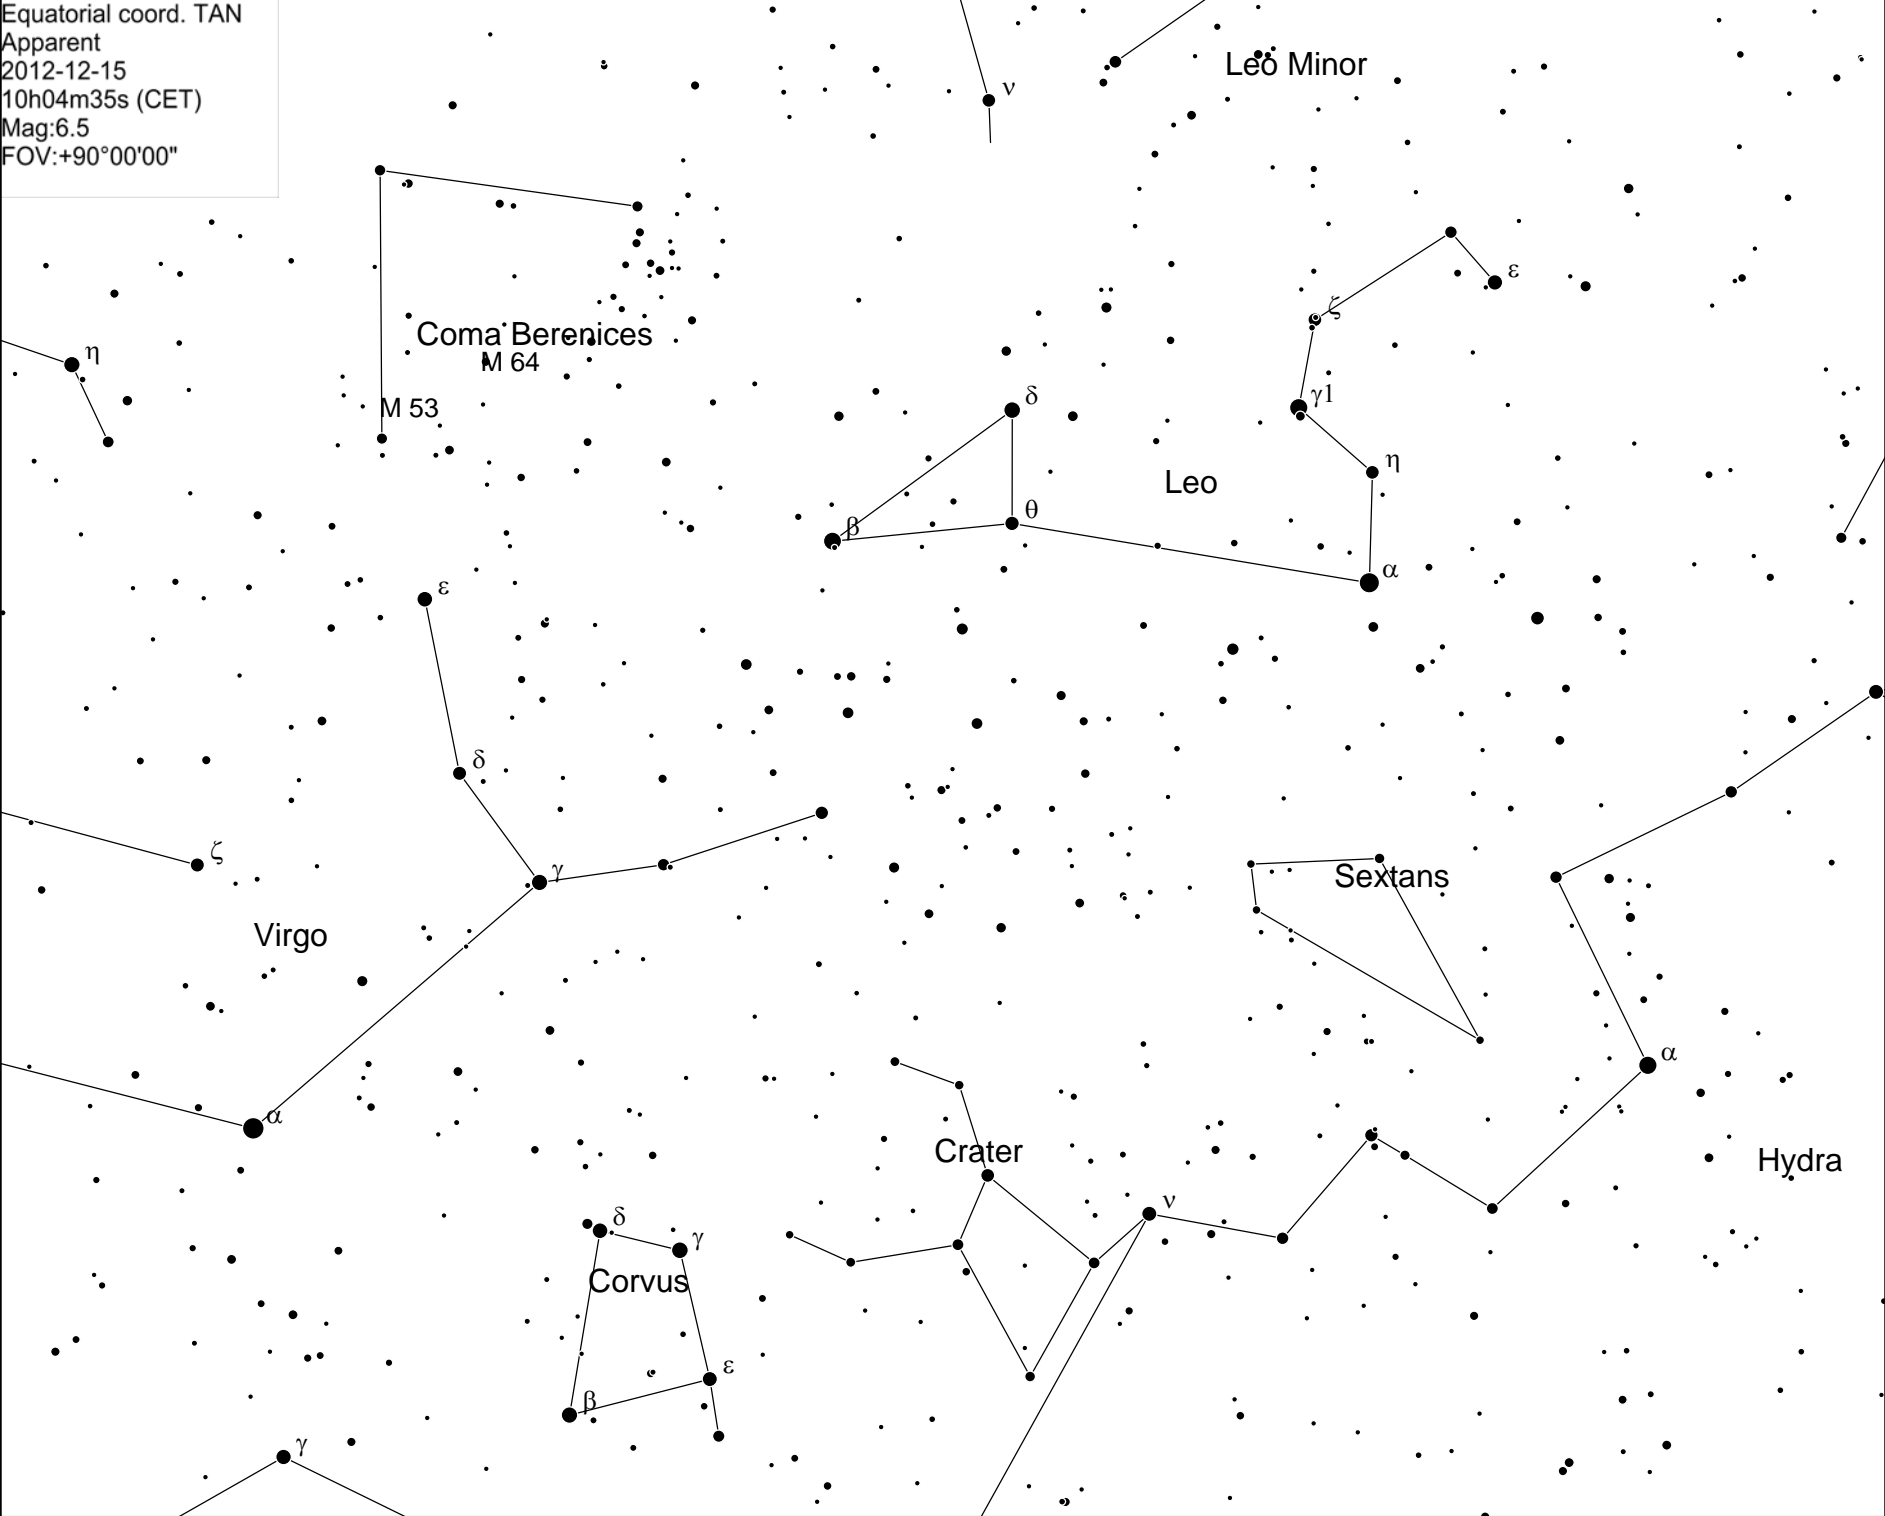 Equatorial coord. TAN
Apparent
2012-12-15
10h04m35s (CET)
Mag:6.5
FOV:+90°00'00"
Leo Minor
ν
ε
ζ
Coma Berenices
η
M 64
γ1
δ
M 53
η
Leo
θ
β
α
ε
δ
ζ
γ
Sextans
Virgo
α
α
Crater
Hydra
ν
δ
γ
Corvus
ε
β
γ